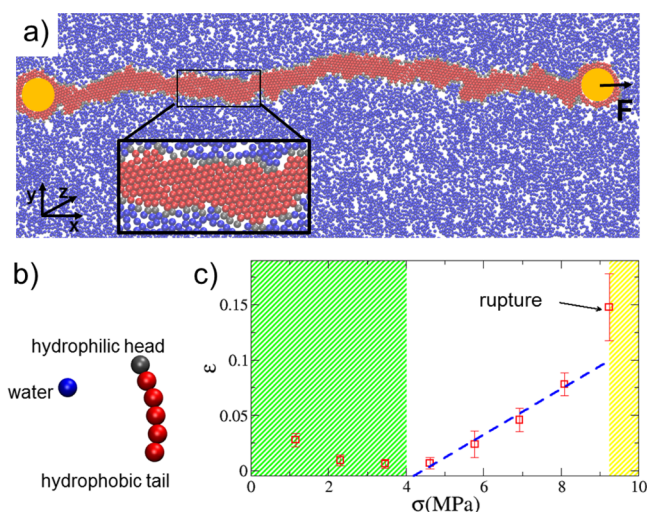 a)
F
y
z
x
b)
hydrophilic head
water
hydrophobic tail
c)
rupture
0.15
0.1
0.05
0
ε
0 2 4 6 8 10
σ(MPa)